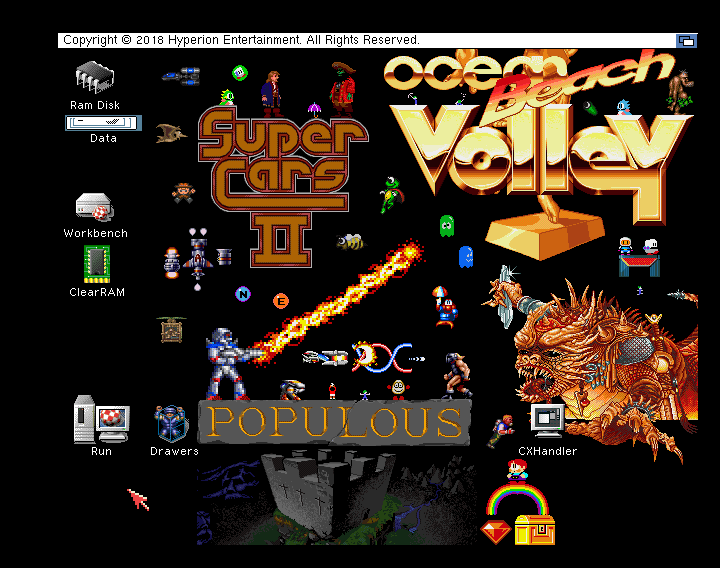 Copyright © 2018 Hyperion Entertainment. All Rights Reserved.
Ram Disk
Data
Workbench
ClearRAM
Run
Drawers
CXHandler
Super
Cars
II
ocean
Beach
Volley
N
E
POPULOUS